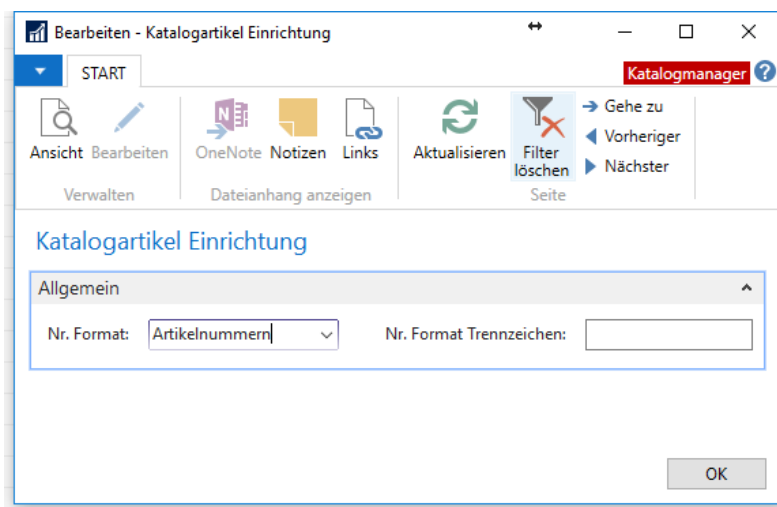 Bearbeiten - Katalogartikel Einrichtung
START
Katalogmanager
Ansicht Bearbeiten
OneNote Notizen Links
Aktualisieren
Filter löschen
Gehe zu
Vorheriger
Nächster
Verwalten
Dateianhang anzeigen
Seite
Katalogartikel Einrichtung
Allgemein
Nr. Format: Artikelnummern Nr. Format Trennzeichen:
OK